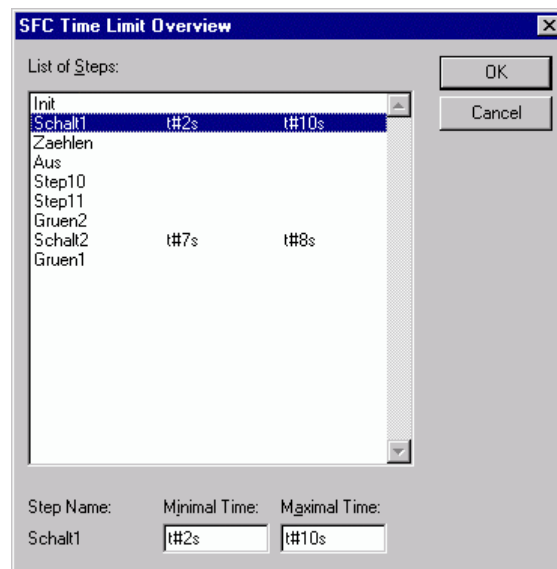 SFC Time Limit Overview
List of Steps:
OK
Init
Schalt1 t#2s t#10s
Cancel
Zaehlen
Aus
Step10
Step11
Gruen2
Schalt2 t#7s t#8s
Gruen1
Step Name: Minimal Time: Maximal Time:
Schalt1 t#2s t#10s